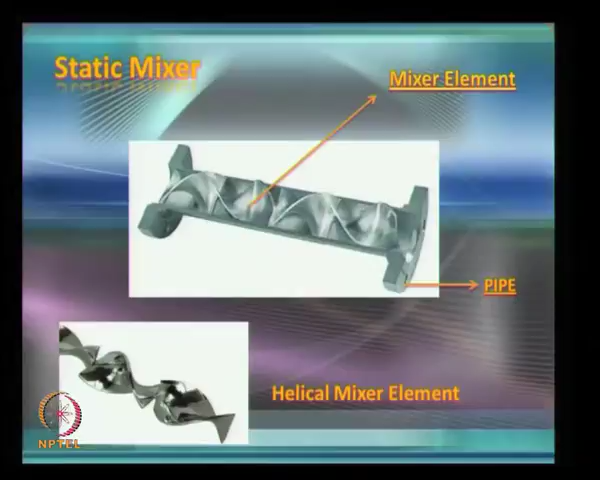 Static Mixer
Mixer Element
PIPE
Helical Mixer Element
NPTEL